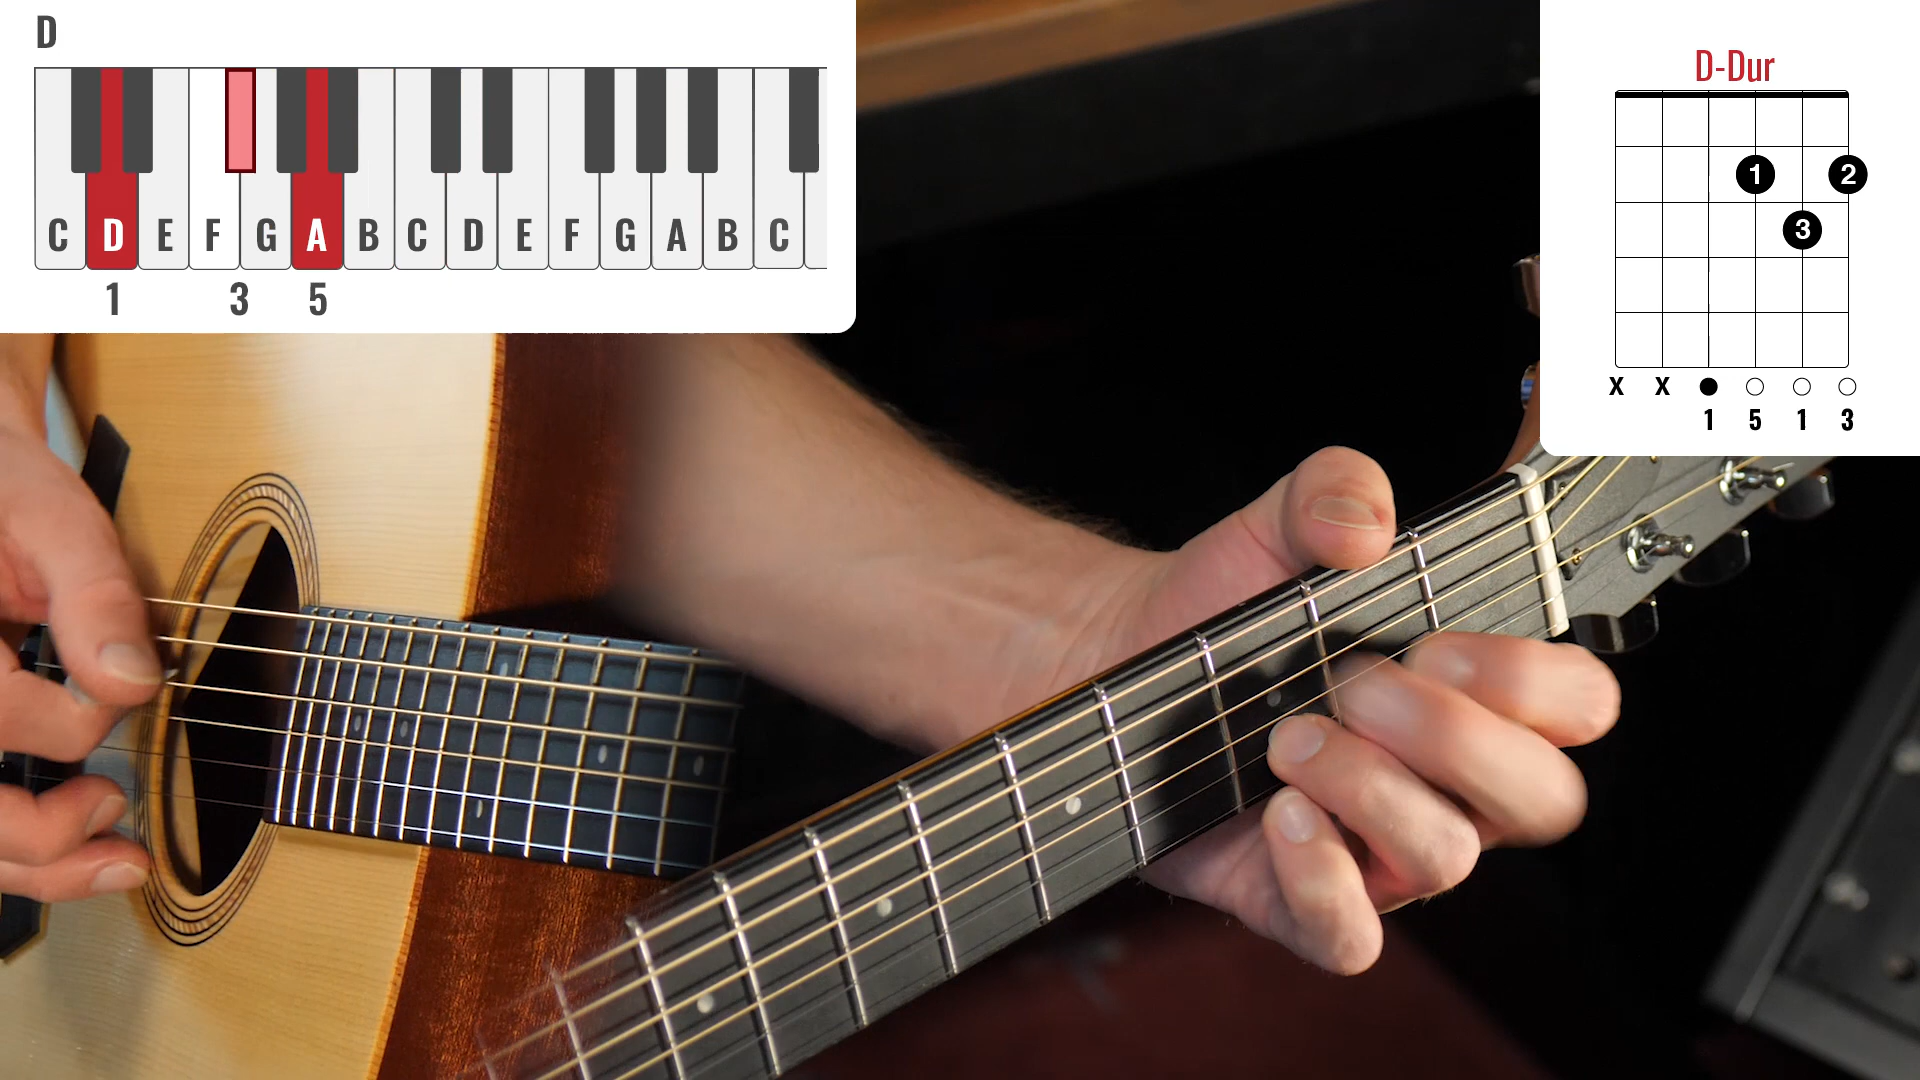 D
C D E F G A B C D E F G A B C
1 3 5
D-Dur
1 2
3
x x
1 5 1 3